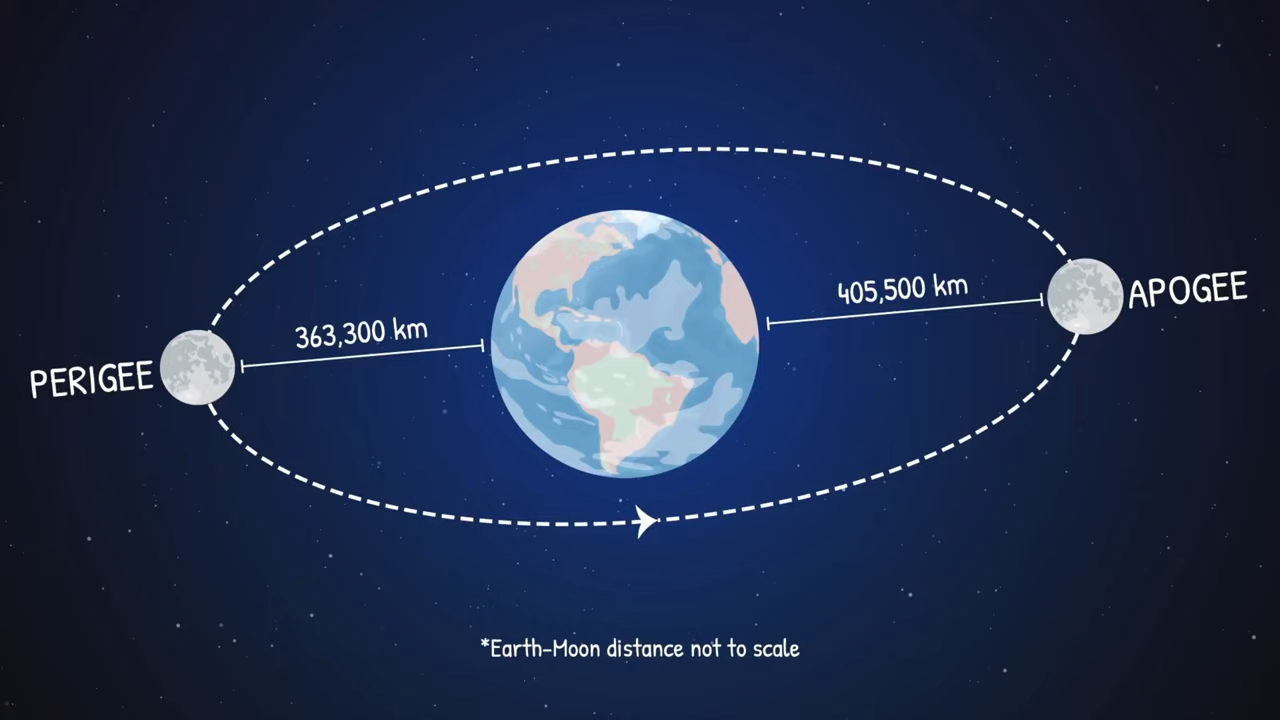 405,500 km
APOGEE
363,300 km
PERIGEE
*Earth-Moon distance not to scale